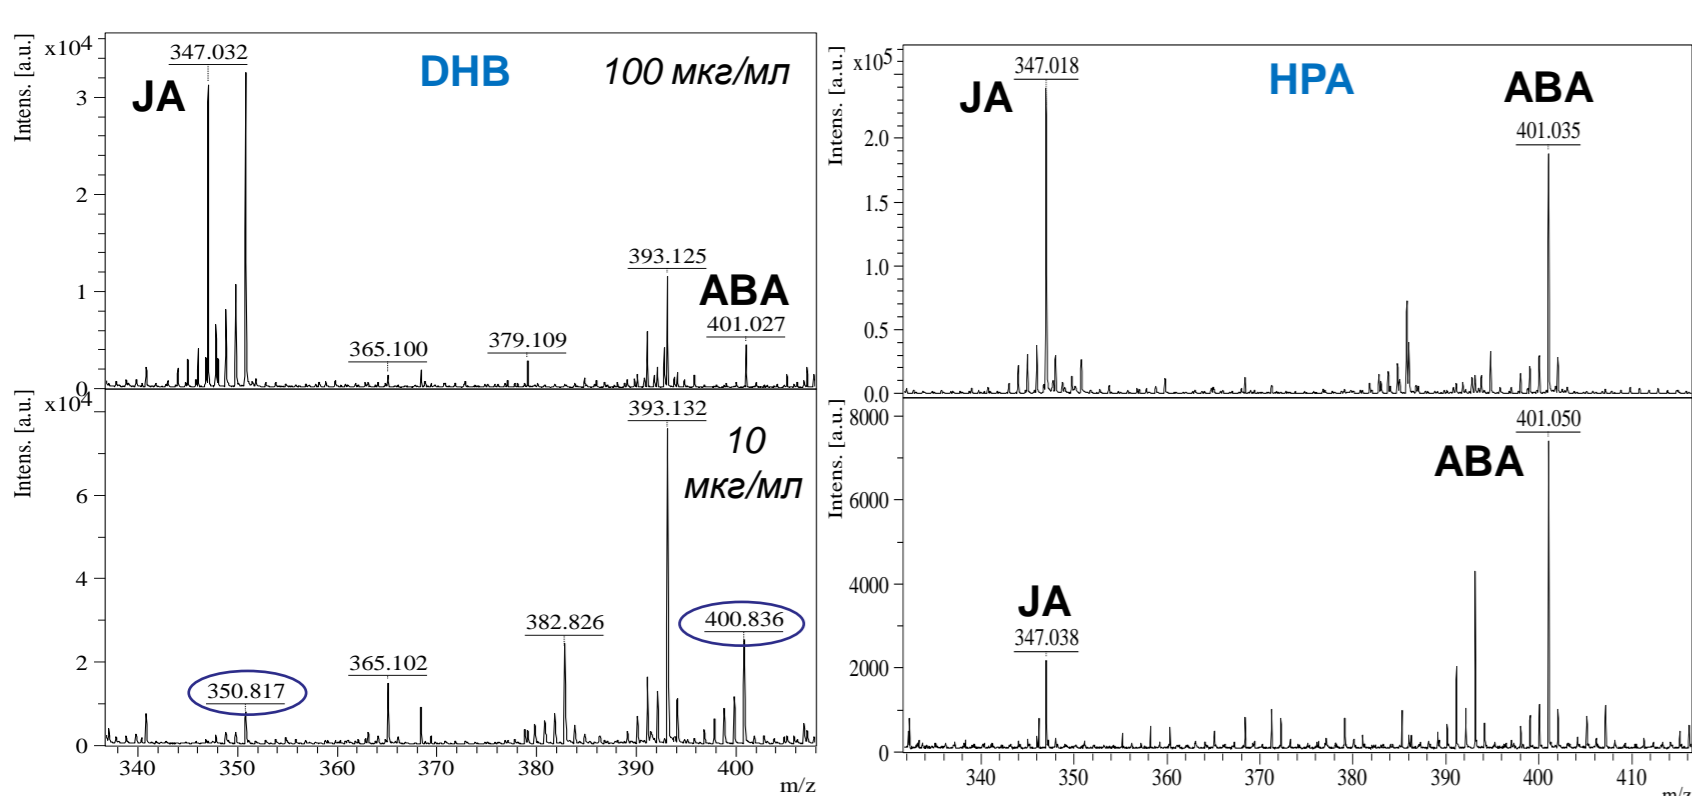 x10⁴
Intens. [a.u.]
347.032
DHB
100 мкг/мл
JA
3
2
1
0
393.125
ABA
401.027
379.109
365.100
x10⁴
Intens. [a.u.]
393.132
10
мкг/мл
6
4
2
0
400.836
382.826
365.102
350.817
340
350
360
370
380
390
400
m/z
x10⁵
Intens. [a.u.]
347.018
JA
HPA
ABA
401.035
2.0
1.5
1.0
0.5
0.0
Intens. [a.u.]
8000
6000
4000
2000
0
401.050
ABA
JA
347.038
340
350
360
370
380
390
400
410
m/z